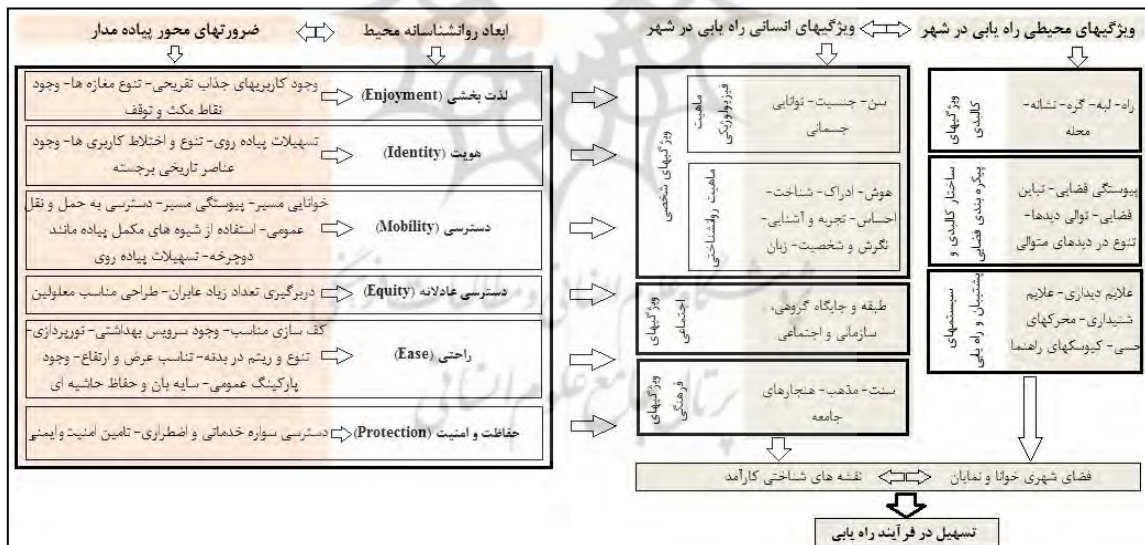 ویژگیهای محیطی راه یابی در شهر
ویژگیهای انسانی راه یابی در شهر
ابعاد روانشناسانه محیط
ضرورتهای محور پیاده مدار
ویژگیهای
کالبدی
راه- لبه- گره- نشانه-
محله
ساختار کالبدی و
پیکره بندی فضایی
پیوستگی فضایی- تباین
فضایی- توالی دیدها-
تنوع در دیدهای متوالی
سیستمهای
پشتیبان و راه یابی
علایم دیداری- علایم
شنیداری- محرکهای
حسی- کیوسکهای راهنما
ویژگیهای شخصی
ماهیت
فیزیولوژیکی
سن- جنسیت- توانایی
جسمانی
ماهیت روانشناختی
هوش- ادراک- شناخت-
احساس- تجربه و آشنایی-
نگرش و شخصیت- زبان
ویژگیهای
اجتماعی
طبقه و جایگاه گروهی،
سازمانی و اجتماعی
ویژگیهای
فرهنگی
سنت- مذهب- هنجارهای
جامعه
لذت بخشی (Enjoyment)
وجود کاربریهای جذاب تفریحی- تنوع مغازه ها- وجود
نقاط مکث و توقف
هویت (Identity)
تسهیلات پیاده روی- تنوع و اختلاط کاربری ها- وجود
عناصر تاریخی برجسته
دسترسی (Mobility)
خوانایی مسیر- پیوستگی مسیر- دسترسی به حمل و نقل
عمومی- استفاده از شیوه های مکمل پیاده مانند
دوچرخه- تسهیلات پیاده روی
دسترسی عادلانه (Equity)
دربرگیری تعداد زیاد عابران- طراحی مناسب معلولین
راحتی (Ease)
کف سازی مناسب- وجود سرویس بهداشتی- نورپردازی-
تنوع و ریتم در بدنه- تناسب عرض و ارتفاع- وجود
پارکینگ عمومی- سایه بان و حفاظ حاشیه ای
حفاظت و امنیت (Protection)
دسترسی سواره خدماتی و اضطراری- تامین امنیت وایمنی
فضای شهری خوانا و نمایان
نقشه های شناختی کارآمد
تسهیل در فرآیند راه یابی
پژوهشگاه علوم انسانی و مطالعات فرهنگی
پرتال جامع علوم انسانی